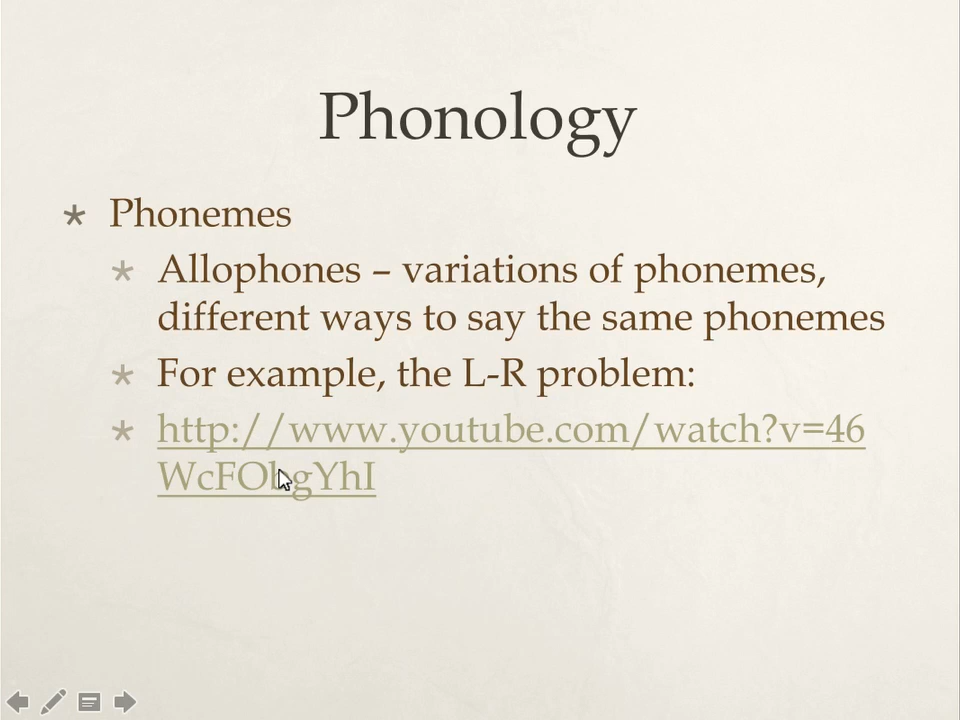 Phonology
* Phonemes
* Allophones – variations of phonemes,
different ways to say the same phonemes
* For example, the L-R problem:
* http://www.youtube.com/watch?v=46
WcFObgYhI